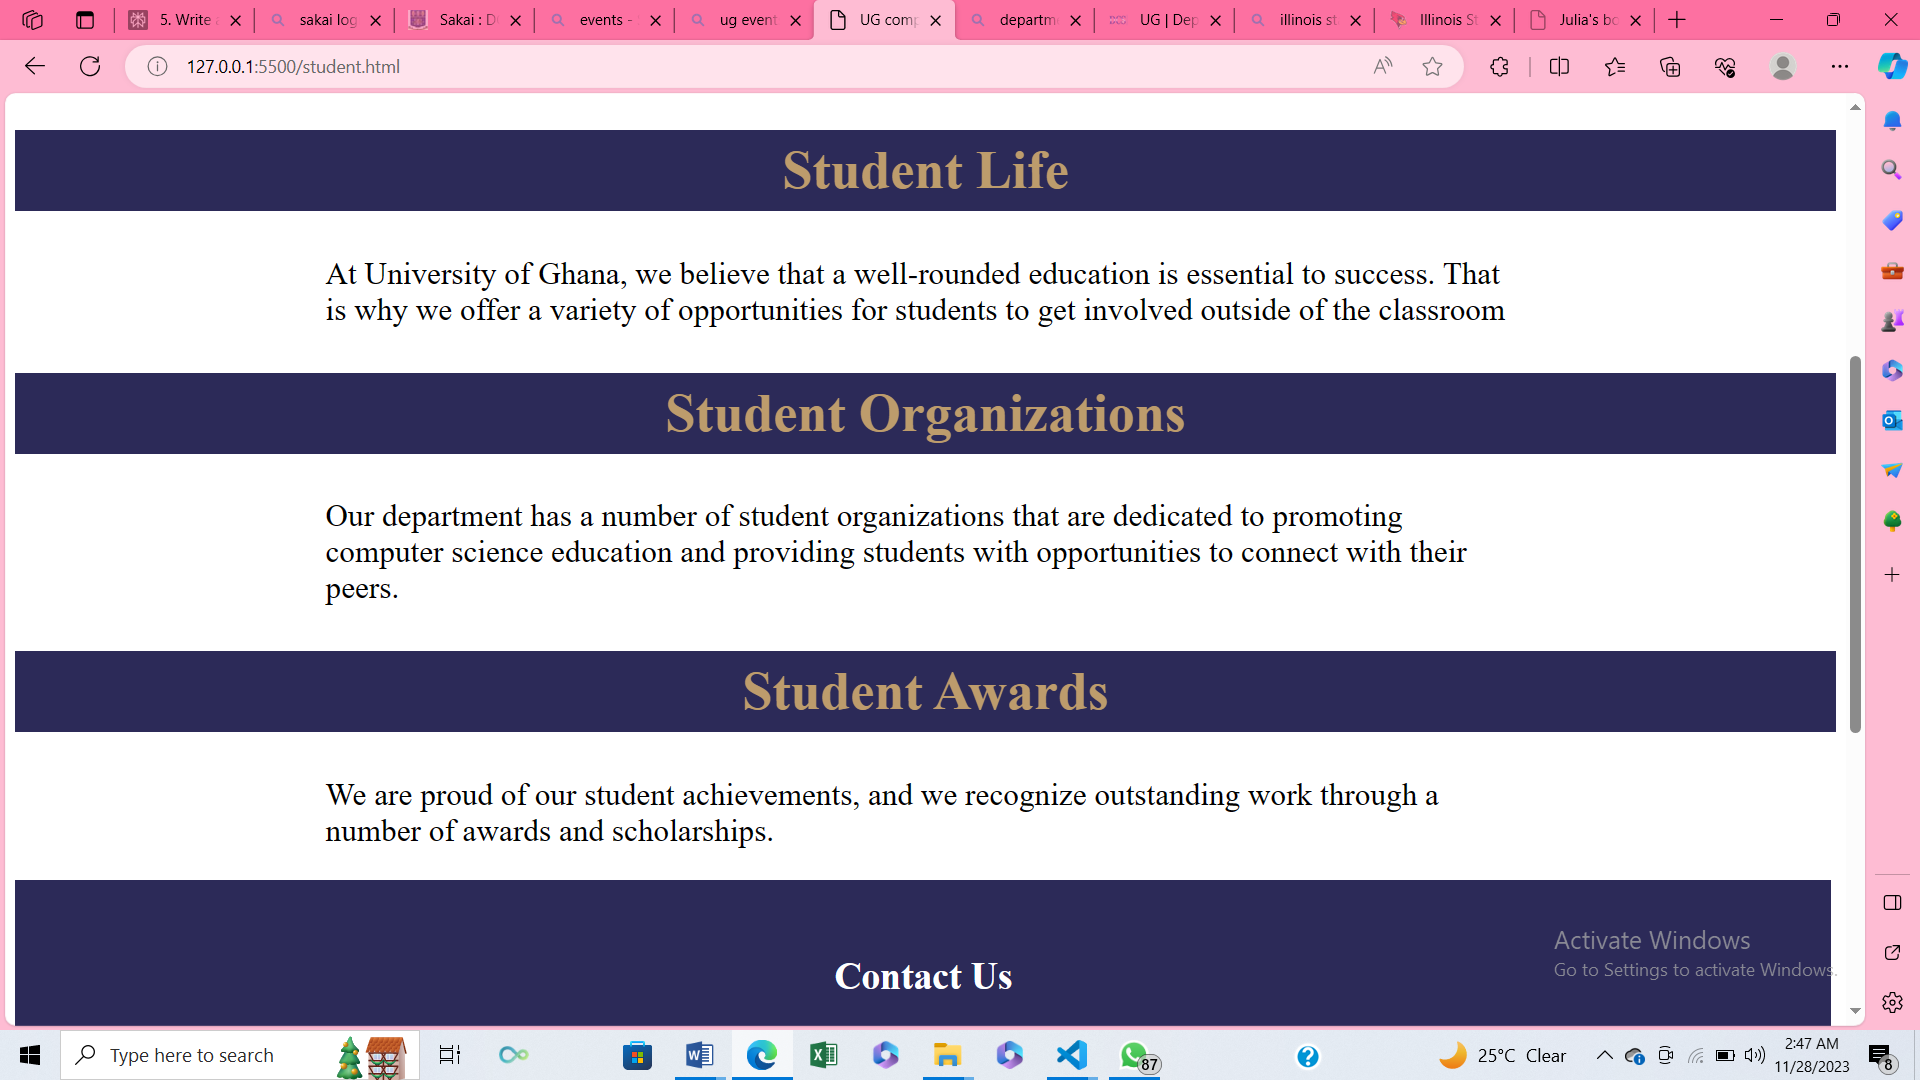 5. Write a
sakai log
Sakai : D
events -
ug event
UG comp
departm
UG | Dep
illinois st
Illinois St
Julia's bo
127.0.0.1:5500/student.html
Student Life
At University of Ghana, we believe that a well-rounded education is essential to success. That
is why we offer a variety of opportunities for students to get involved outside of the classroom
Student Organizations
Our department has a number of student organizations that are dedicated to promoting
computer science education and providing students with opportunities to connect with their
peers.
Student Awards
We are proud of our student achievements, and we recognize outstanding work through a
number of awards and scholarships.
Contact Us
Activate Windows
Go to Settings to activate Windows.
Type here to search
87
25°C Clear
2:47 AM
11/28/2023
8